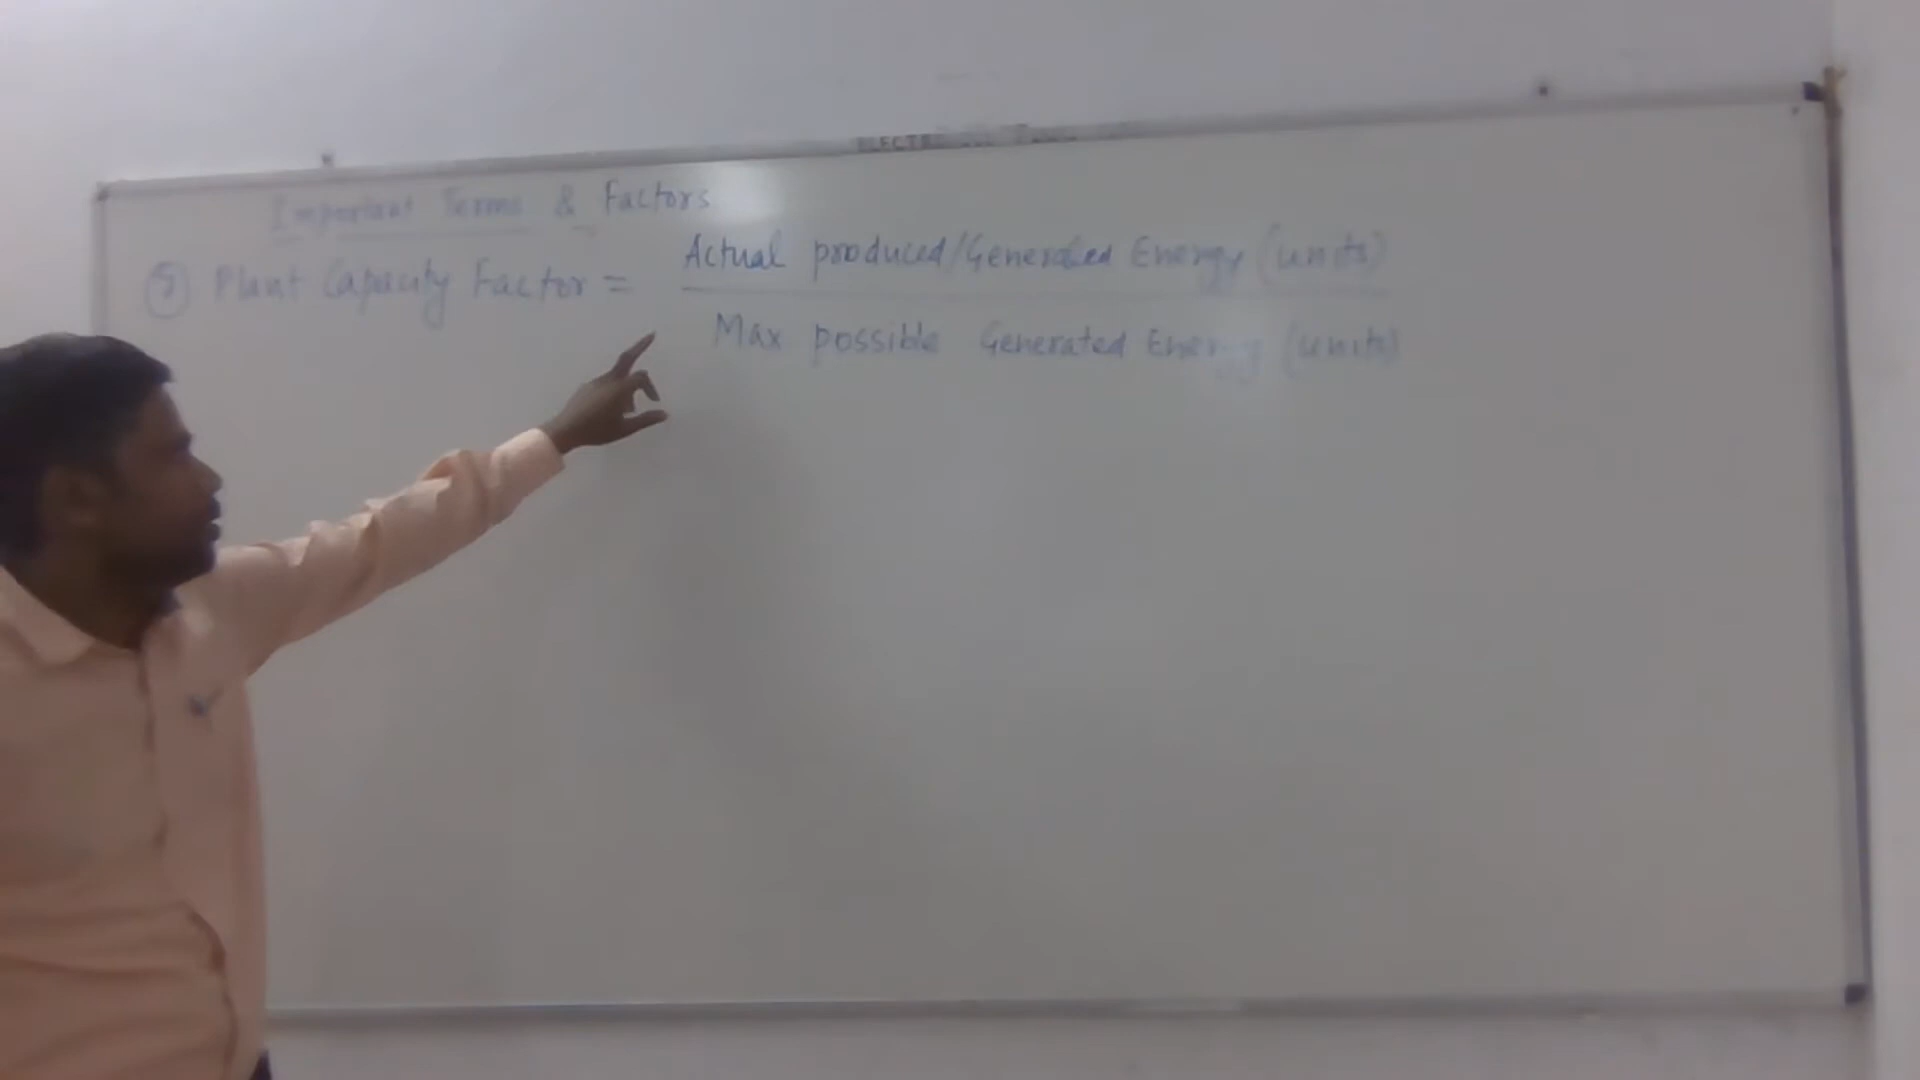 Important Terms & Factors
⑤ Plant Capacity Factor = Actual produced/Generated Energy (units)
Max possible Generated Energy (units)